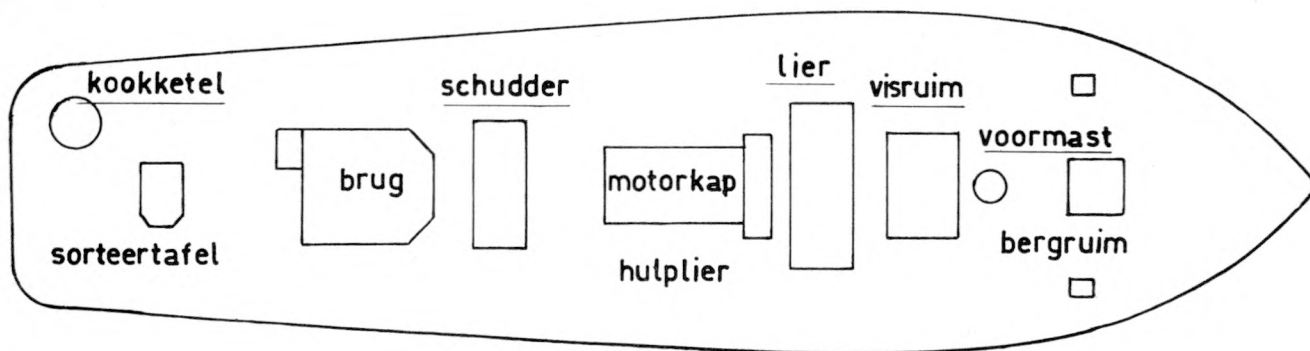 kookketel
schudder
lier
visruim
voormast
brug
motorkap
sorteertafel
hulplier
bergruim